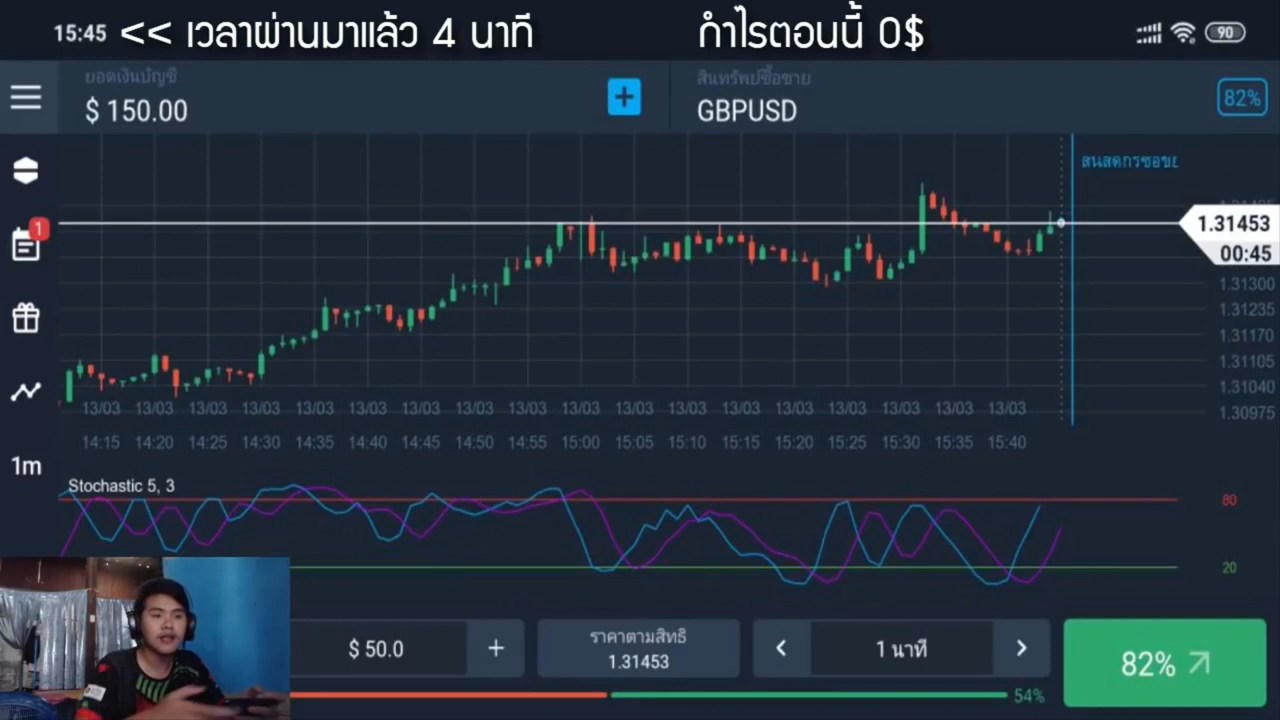 15:45 << เวลาผ่านมาแล้ว 4 นาที กำไรตอนนี้ 0$ 90
ยอดเงินบัญชี สินทรัพย์ซื้อขาย
$ 150.00 + GBPUSD 82%
1.31453
1
00:45
1.31300
1.31235
1.31170
1.31105
1.31040
13/03 13/03 13/03 13/03 13/03 13/03 13/03 13/03 13/03 13/03 13/03 13/03 13/03 13/03 13/03 13/03 13/03 13/03
1.30975
14:15 14:20 14:25 14:30 14:35 14:40 14:45 14:50 14:55 15:00 15:05 15:10 15:15 15:20 15:25 15:30 15:35 15:40
1m
Stochastic 5, 3
80
20
$ 50.0 + ราคาตามสิทธิ < 1 นาที > 82%
1.31453
54%